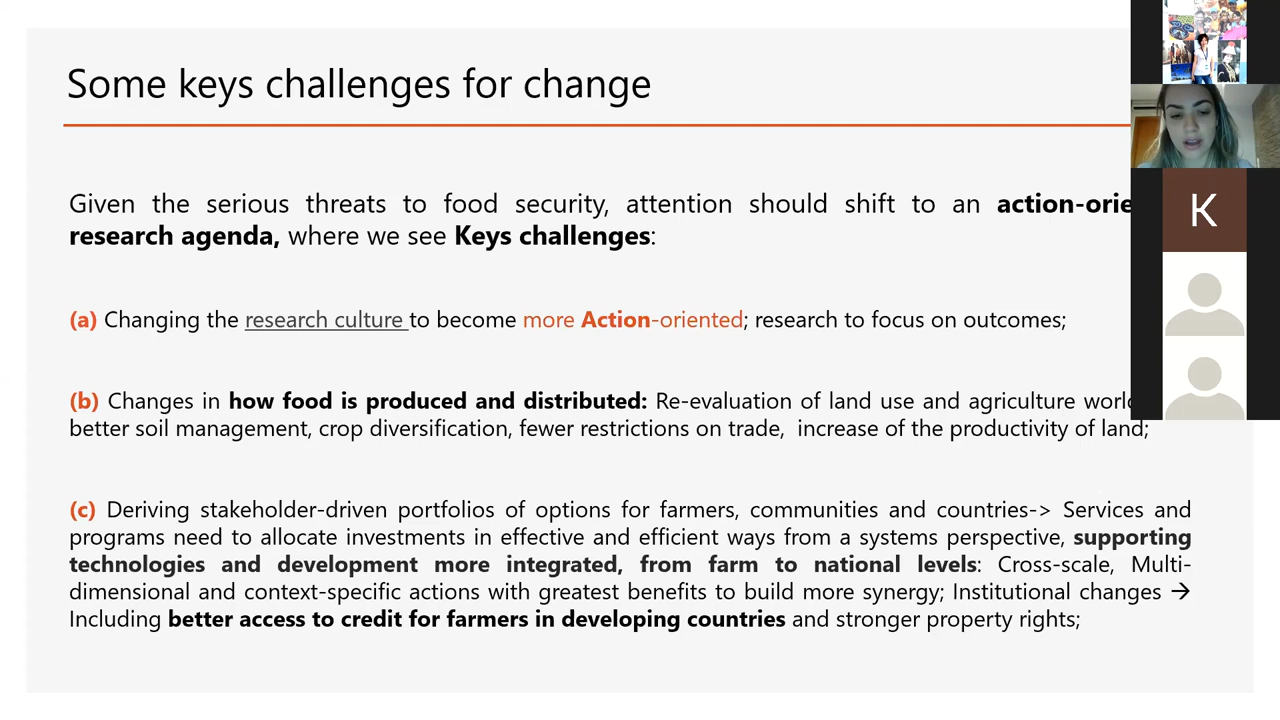 Some keys challenges for change
Given the serious threats to food security, attention should shift to an
research agenda, where we see Keys challenges:
(a) Changing the research culture to become more Action-oriented; research to focus on outcomes;
(b) Changes in how food is produced and distributed: Re-evaluation of land use and agriculture
better soil management, crop diversification, fewer restrictions on trade, increase of the productivity of land;
(c) Deriving stakeholder-driven portfolios of options for farmers, communities and countries-> Services and
programs need to allocate investments in effective and efficient ways from a systems perspective, supporting
technologies and development more integrated, from farm to national levels: Cross-scale, Multi-
dimensional and context-specific actions with greatest benefits to build more synergy; Institutional changes →
Including better access to credit for farmers in developing countries and stronger property rights;
K